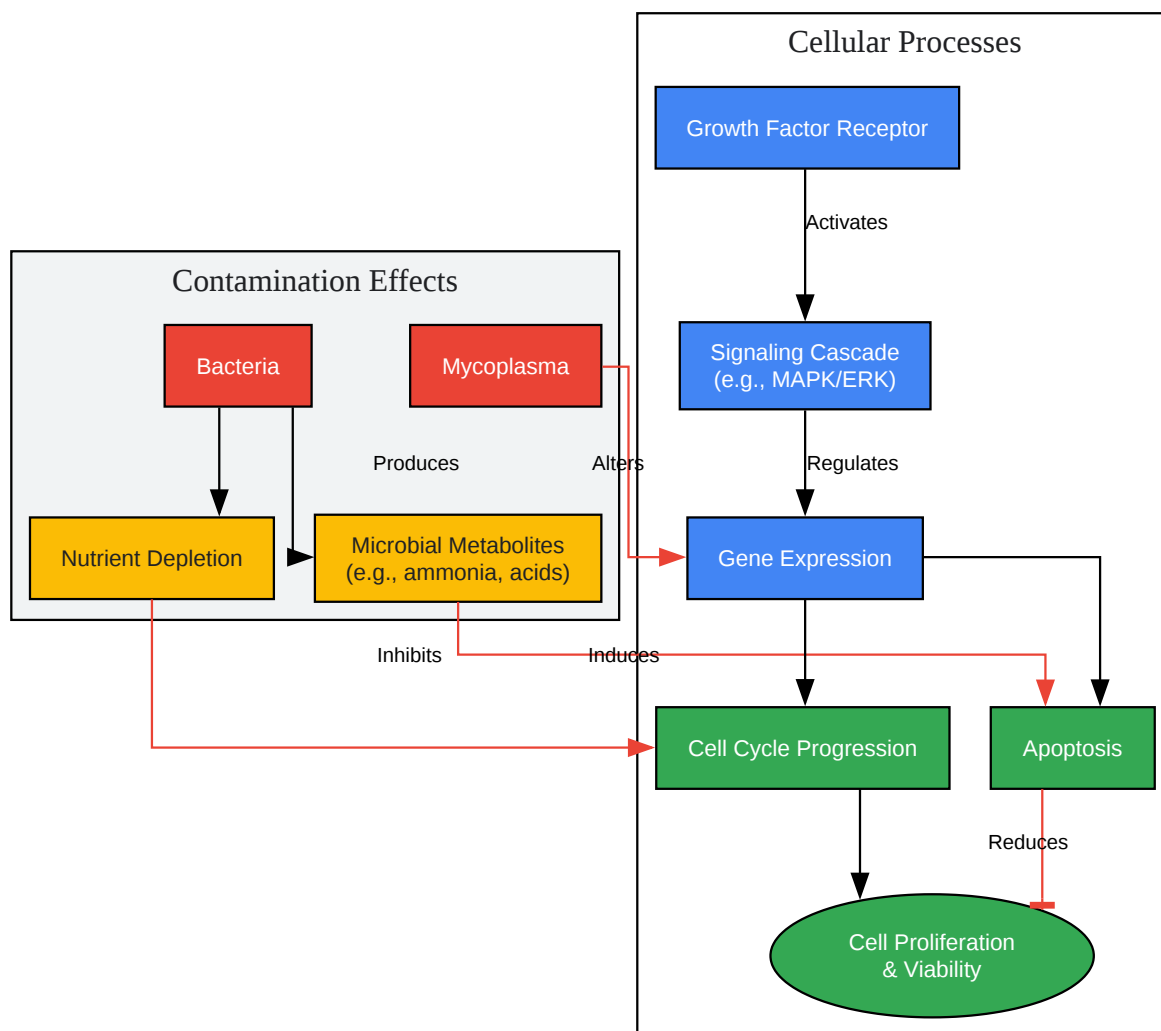 Cellular Processes
Growth Factor Receptor
Activates
Contamination Effects
Bacteria
Mycoplasma
Signaling Cascade
(e.g., MAPK/ERK)
Produces
Alters
Regulates
Nutrient Depletion
Microbial Metabolites
(e.g., ammonia, acids)
Gene Expression
Inhibits
Induces
Cell Cycle Progression
Apoptosis
Reduces
Cell Proliferation
& Viability